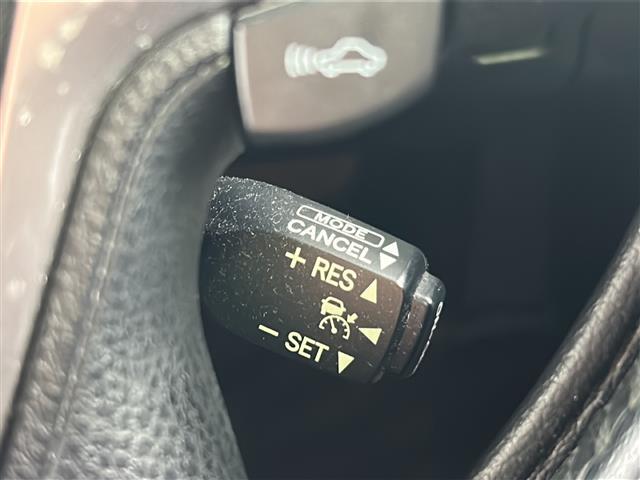 MODE
CANCEL
+ RES
- SET